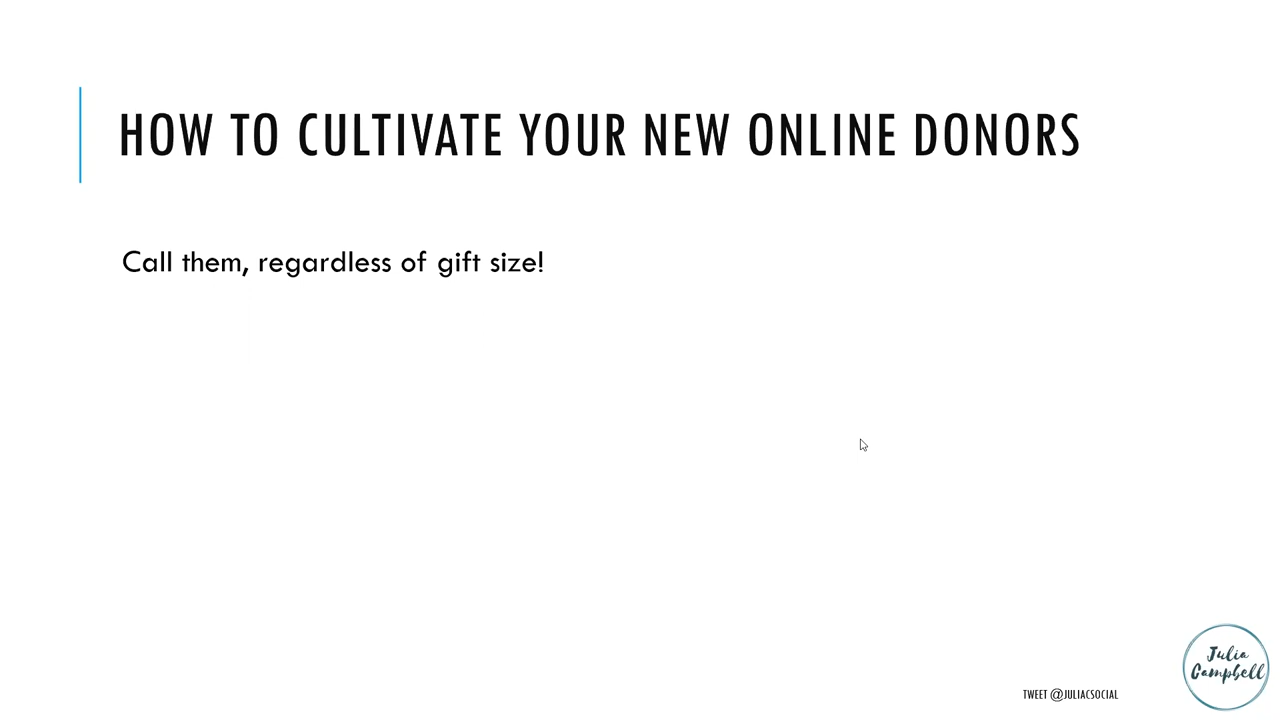 HOW TO CULTIVATE YOUR NEW ONLINE DONORS
Call them, regardless of gift size!
TWEET @JULIACSOCIAL
Julia
Campbell